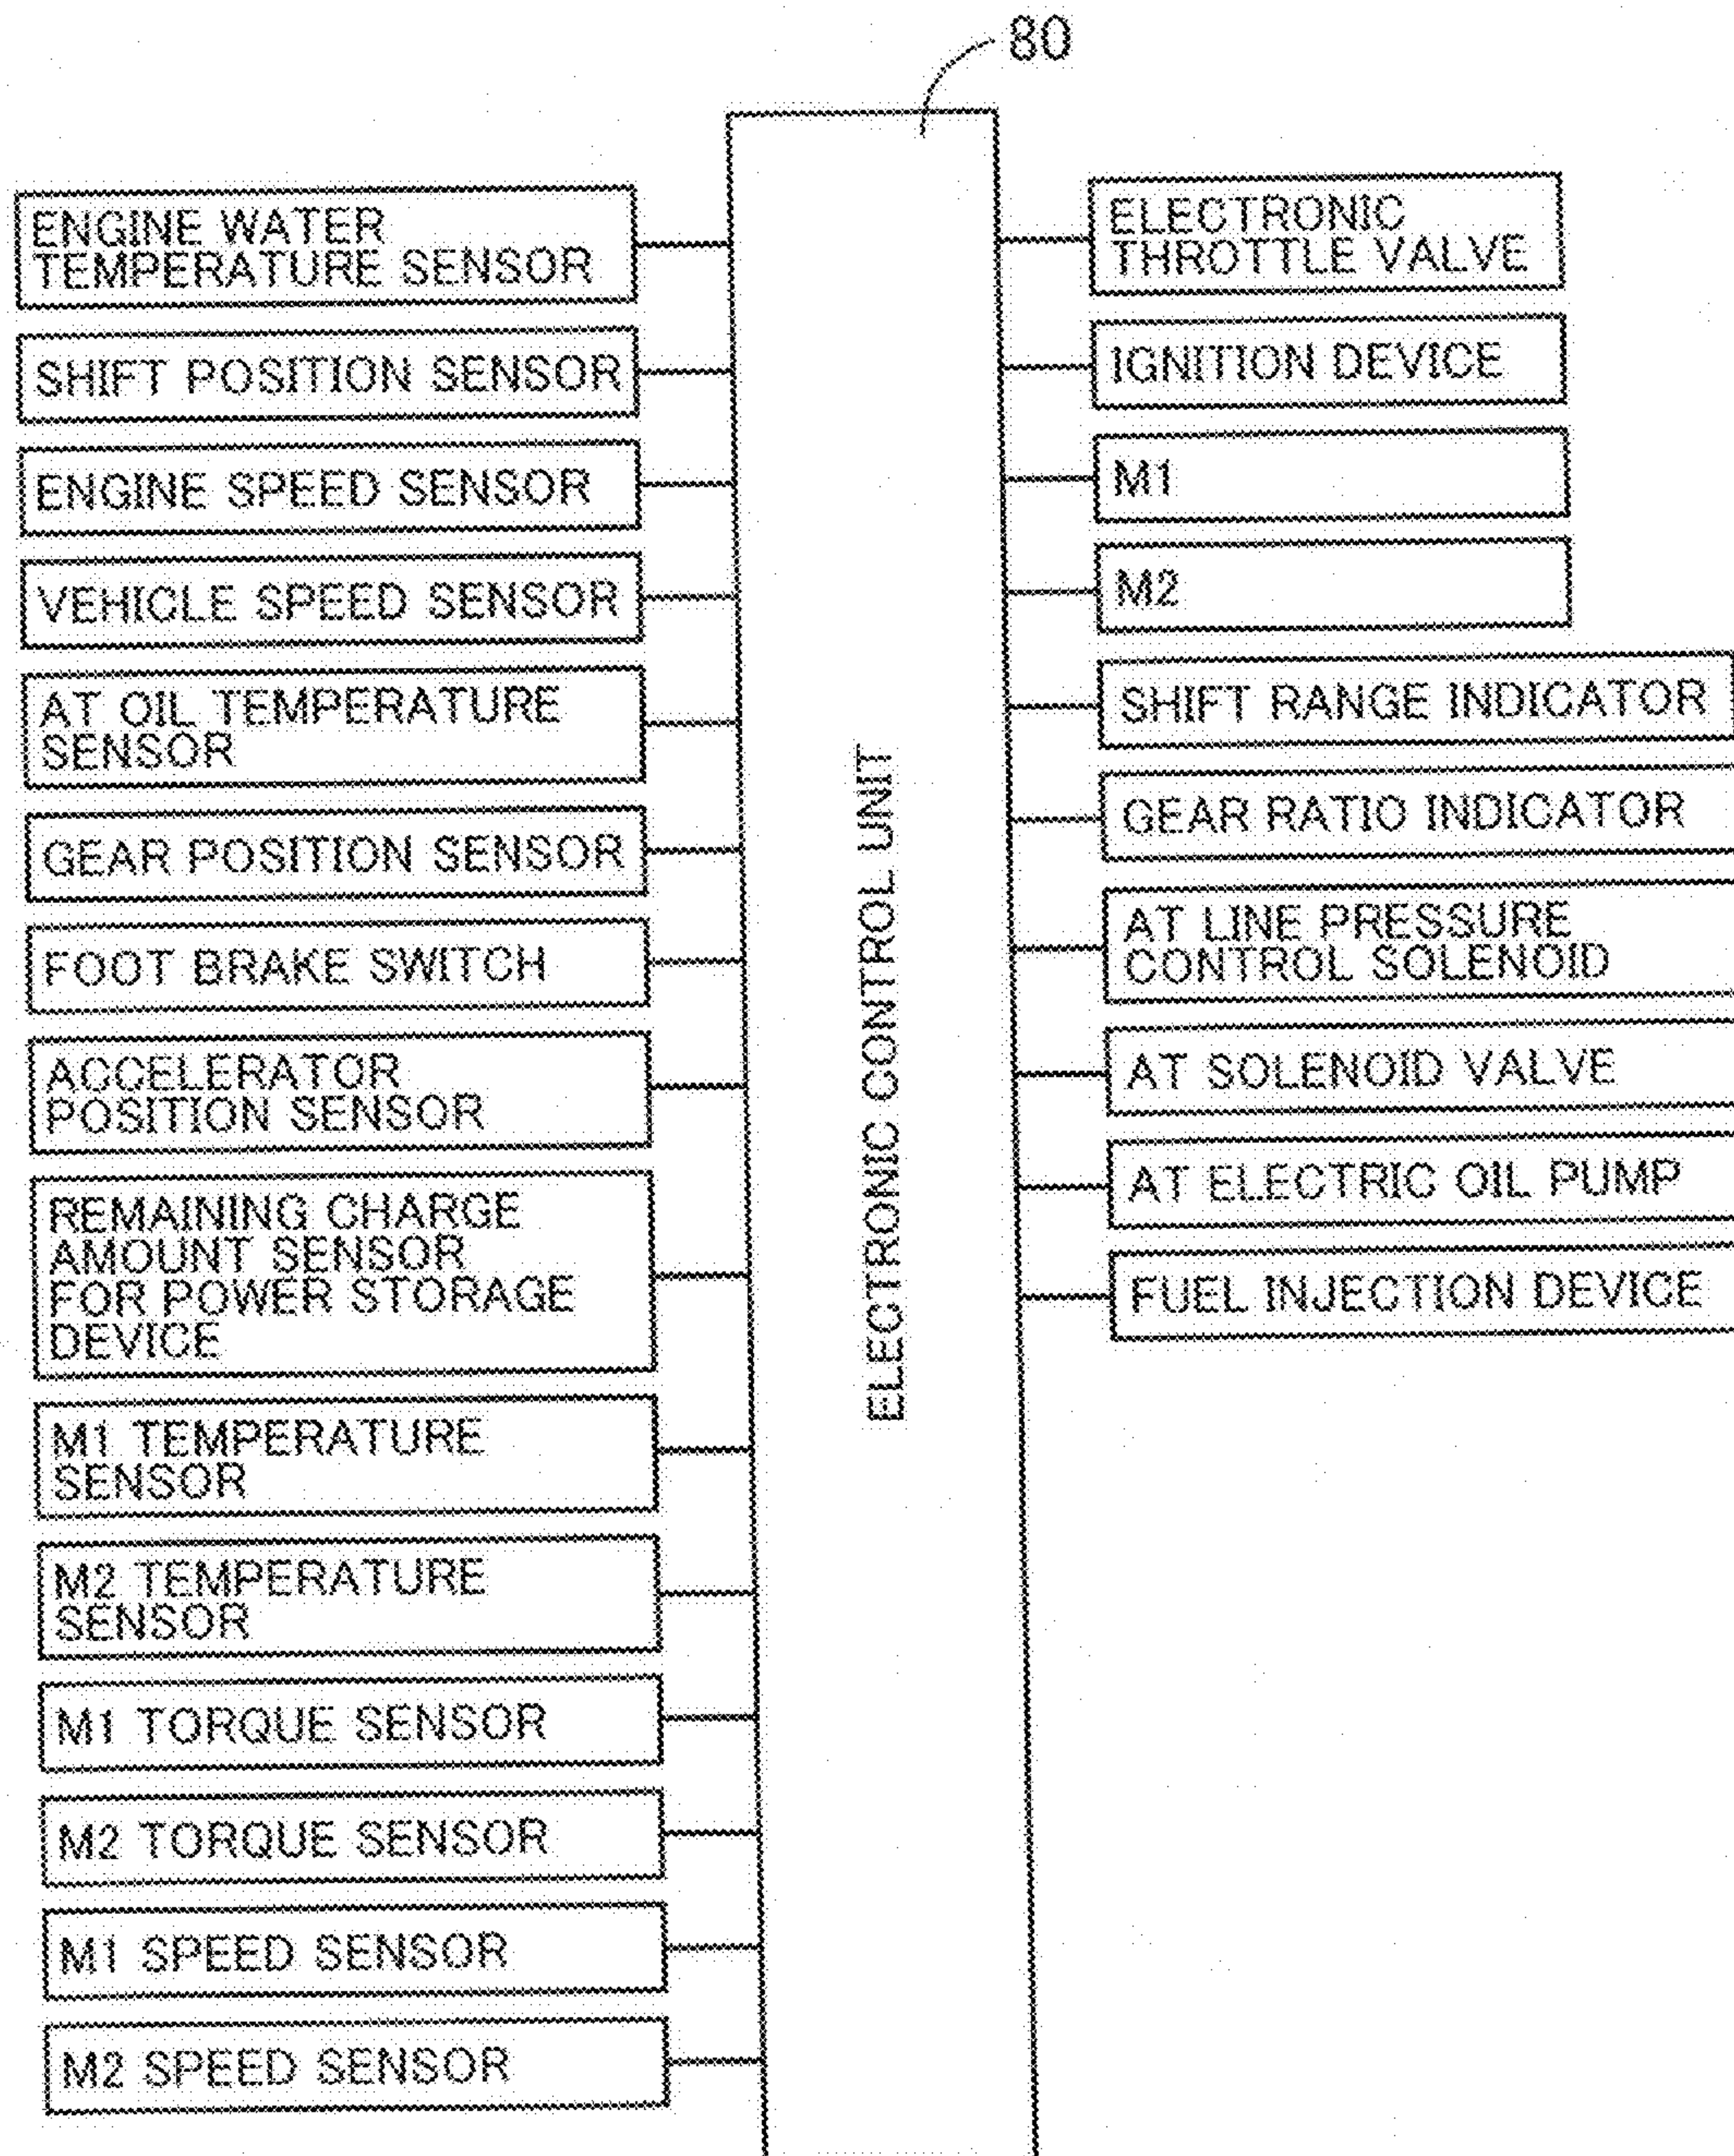 80
ENGINE WATER
TEMPERATURE SENSOR
SHIFT POSITION SENSOR
ENGINE SPEED SENSOR
VEHICLE SPEED SENSOR
AT OIL TEMPERATURE
SENSOR
GEAR POSITION SENSOR
FOOT BRAKE SWITCH
ACCELERATOR
POSITION SENSOR
REMAINING CHARGE
AMOUNT SENSOR
FOR POWER STORAGE
DEVICE
M1 TEMPERATURE
SENSOR
M2 TEMPERATURE
SENSOR
M1 TORQUE SENSOR
M2 TORQUE SENSOR
M1 SPEED SENSOR
M2 SPEED SENSOR
ELECTRONIC CONTROL UNIT
ELECTRONIC
THROTTLE VALVE
IGNITION DEVICE
M1
M2
SHIFT RANGE INDICATOR
GEAR RATIO INDICATOR
AT LINE PRESSURE
CONTROL SOLENOID
AT SOLENOID VALVE
AT ELECTRIC OIL PUMP
FUEL INJECTION DEVICE